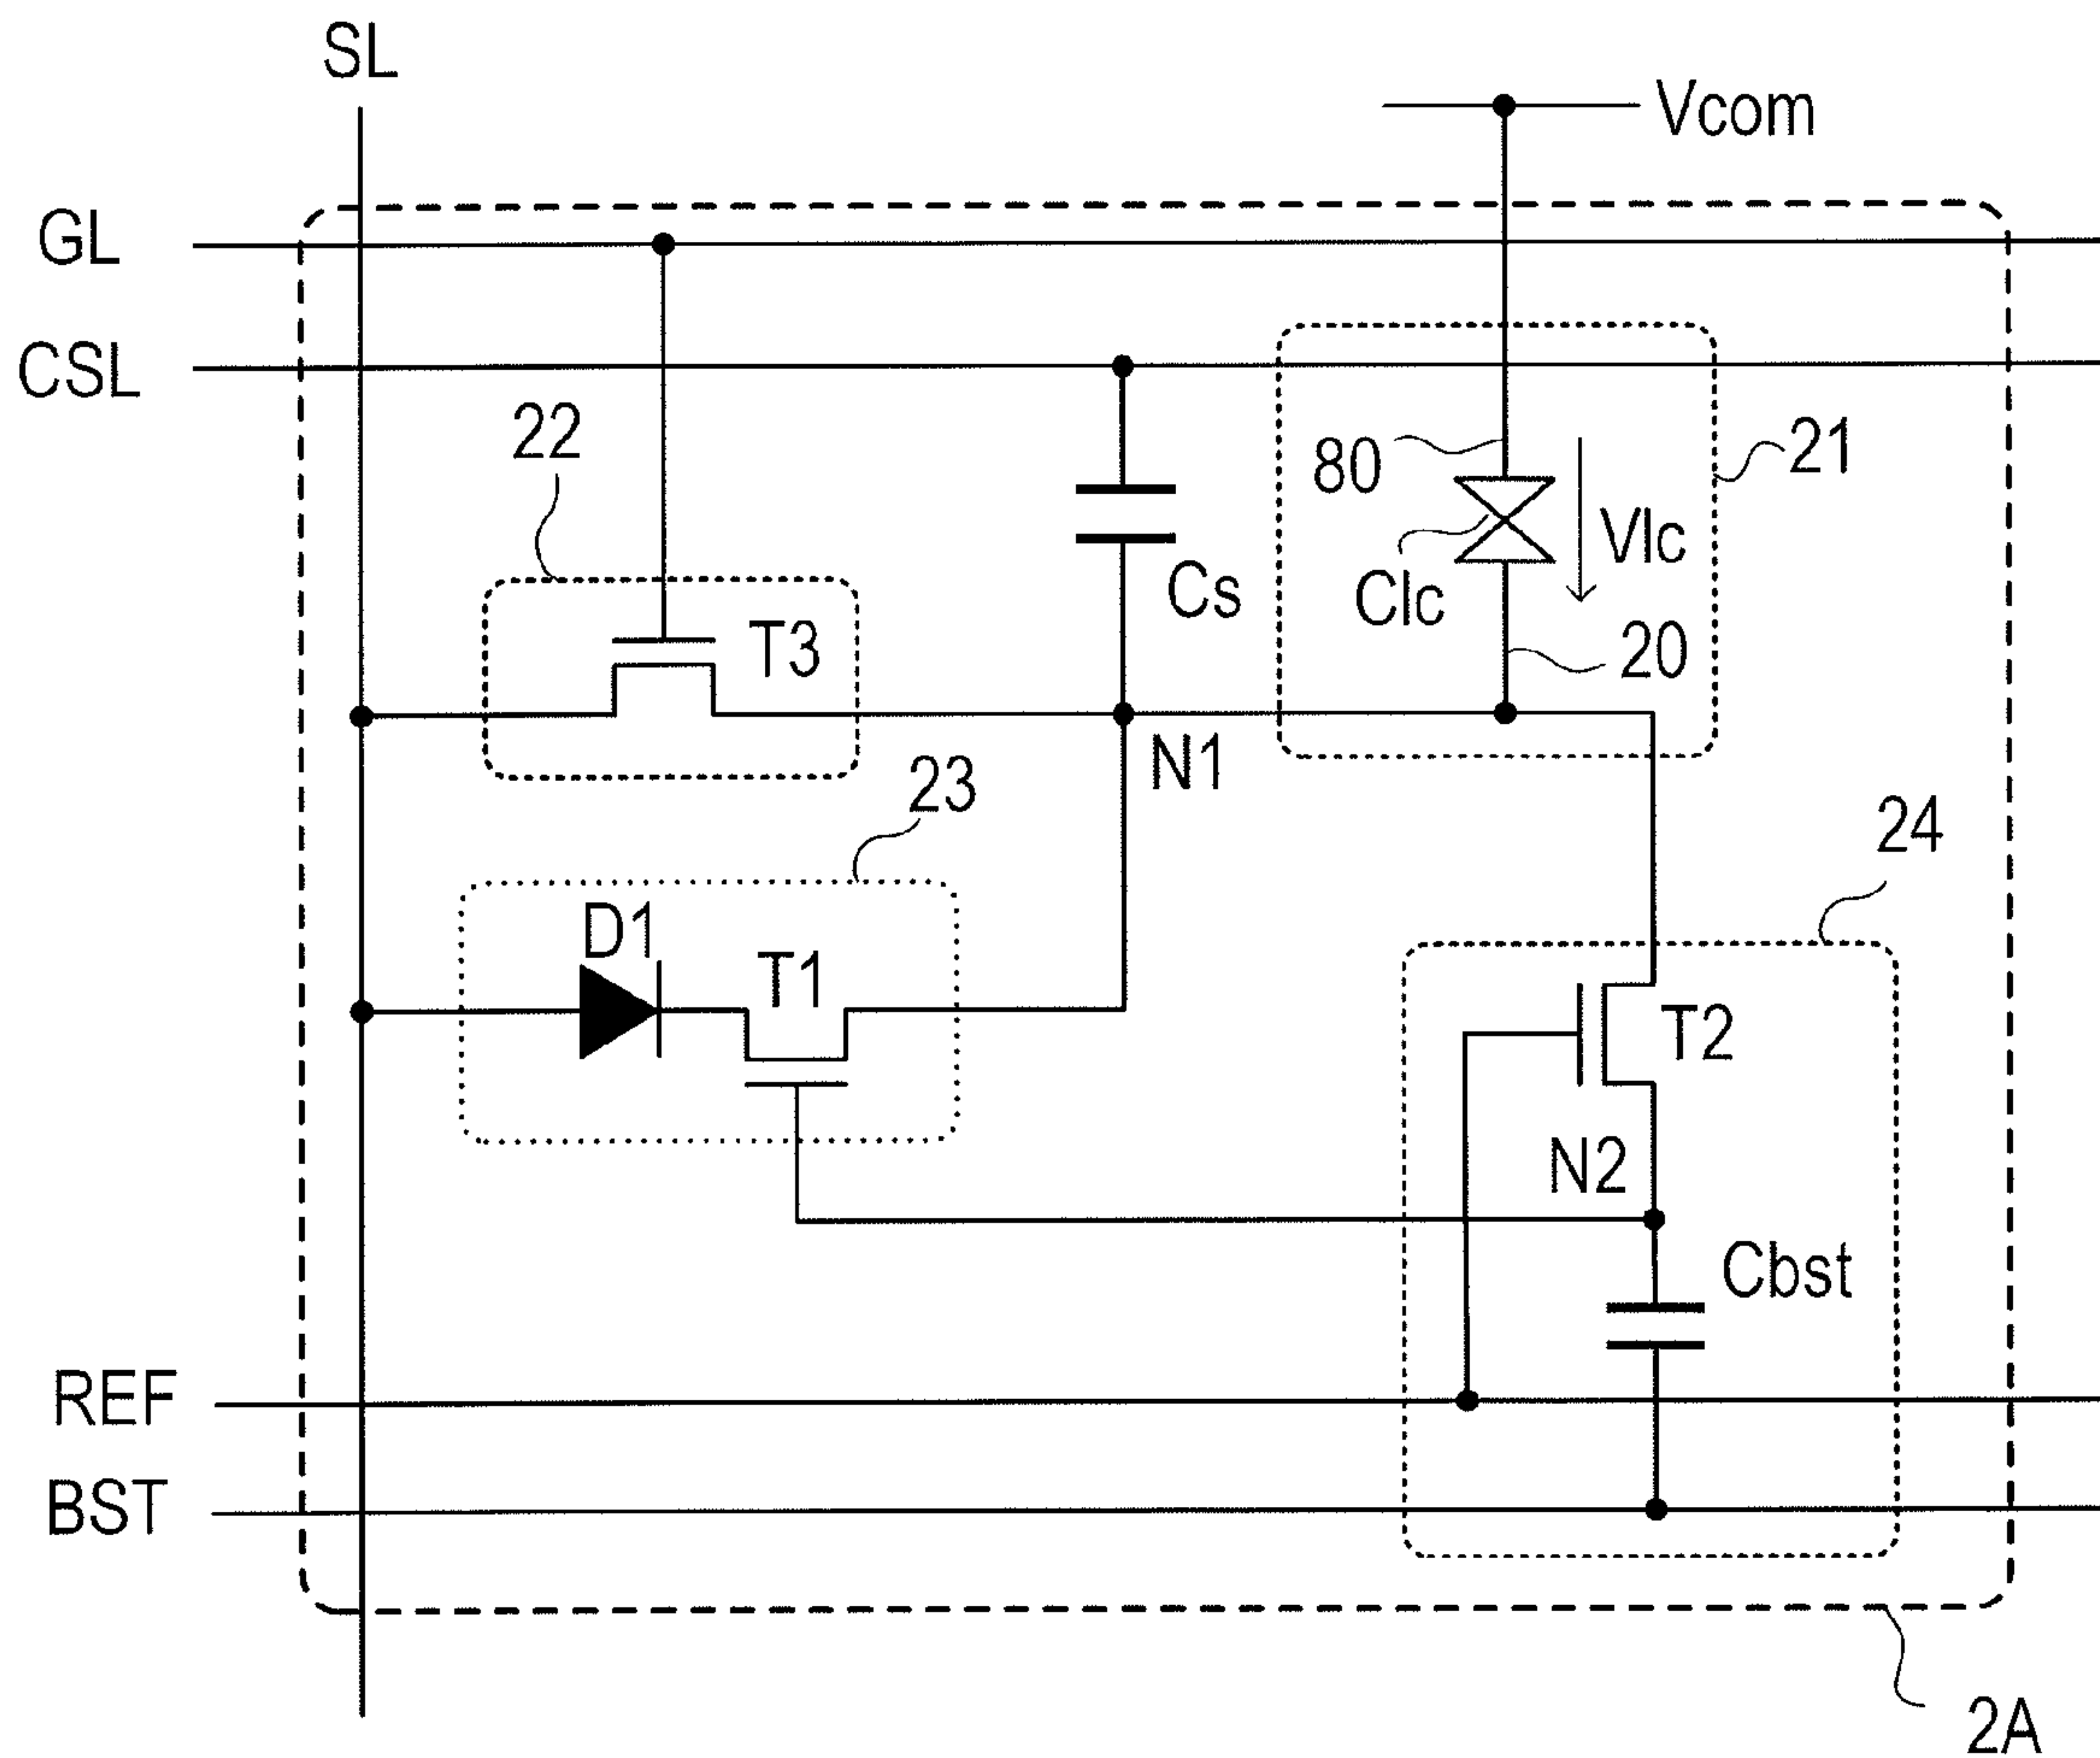 SL
Vcom
GL
CSL
22
80
21
Vlc
Clc
Cs
T3
20
N1
23
24
D1
T1
T2
N2
Cbst
REF
BST
2A